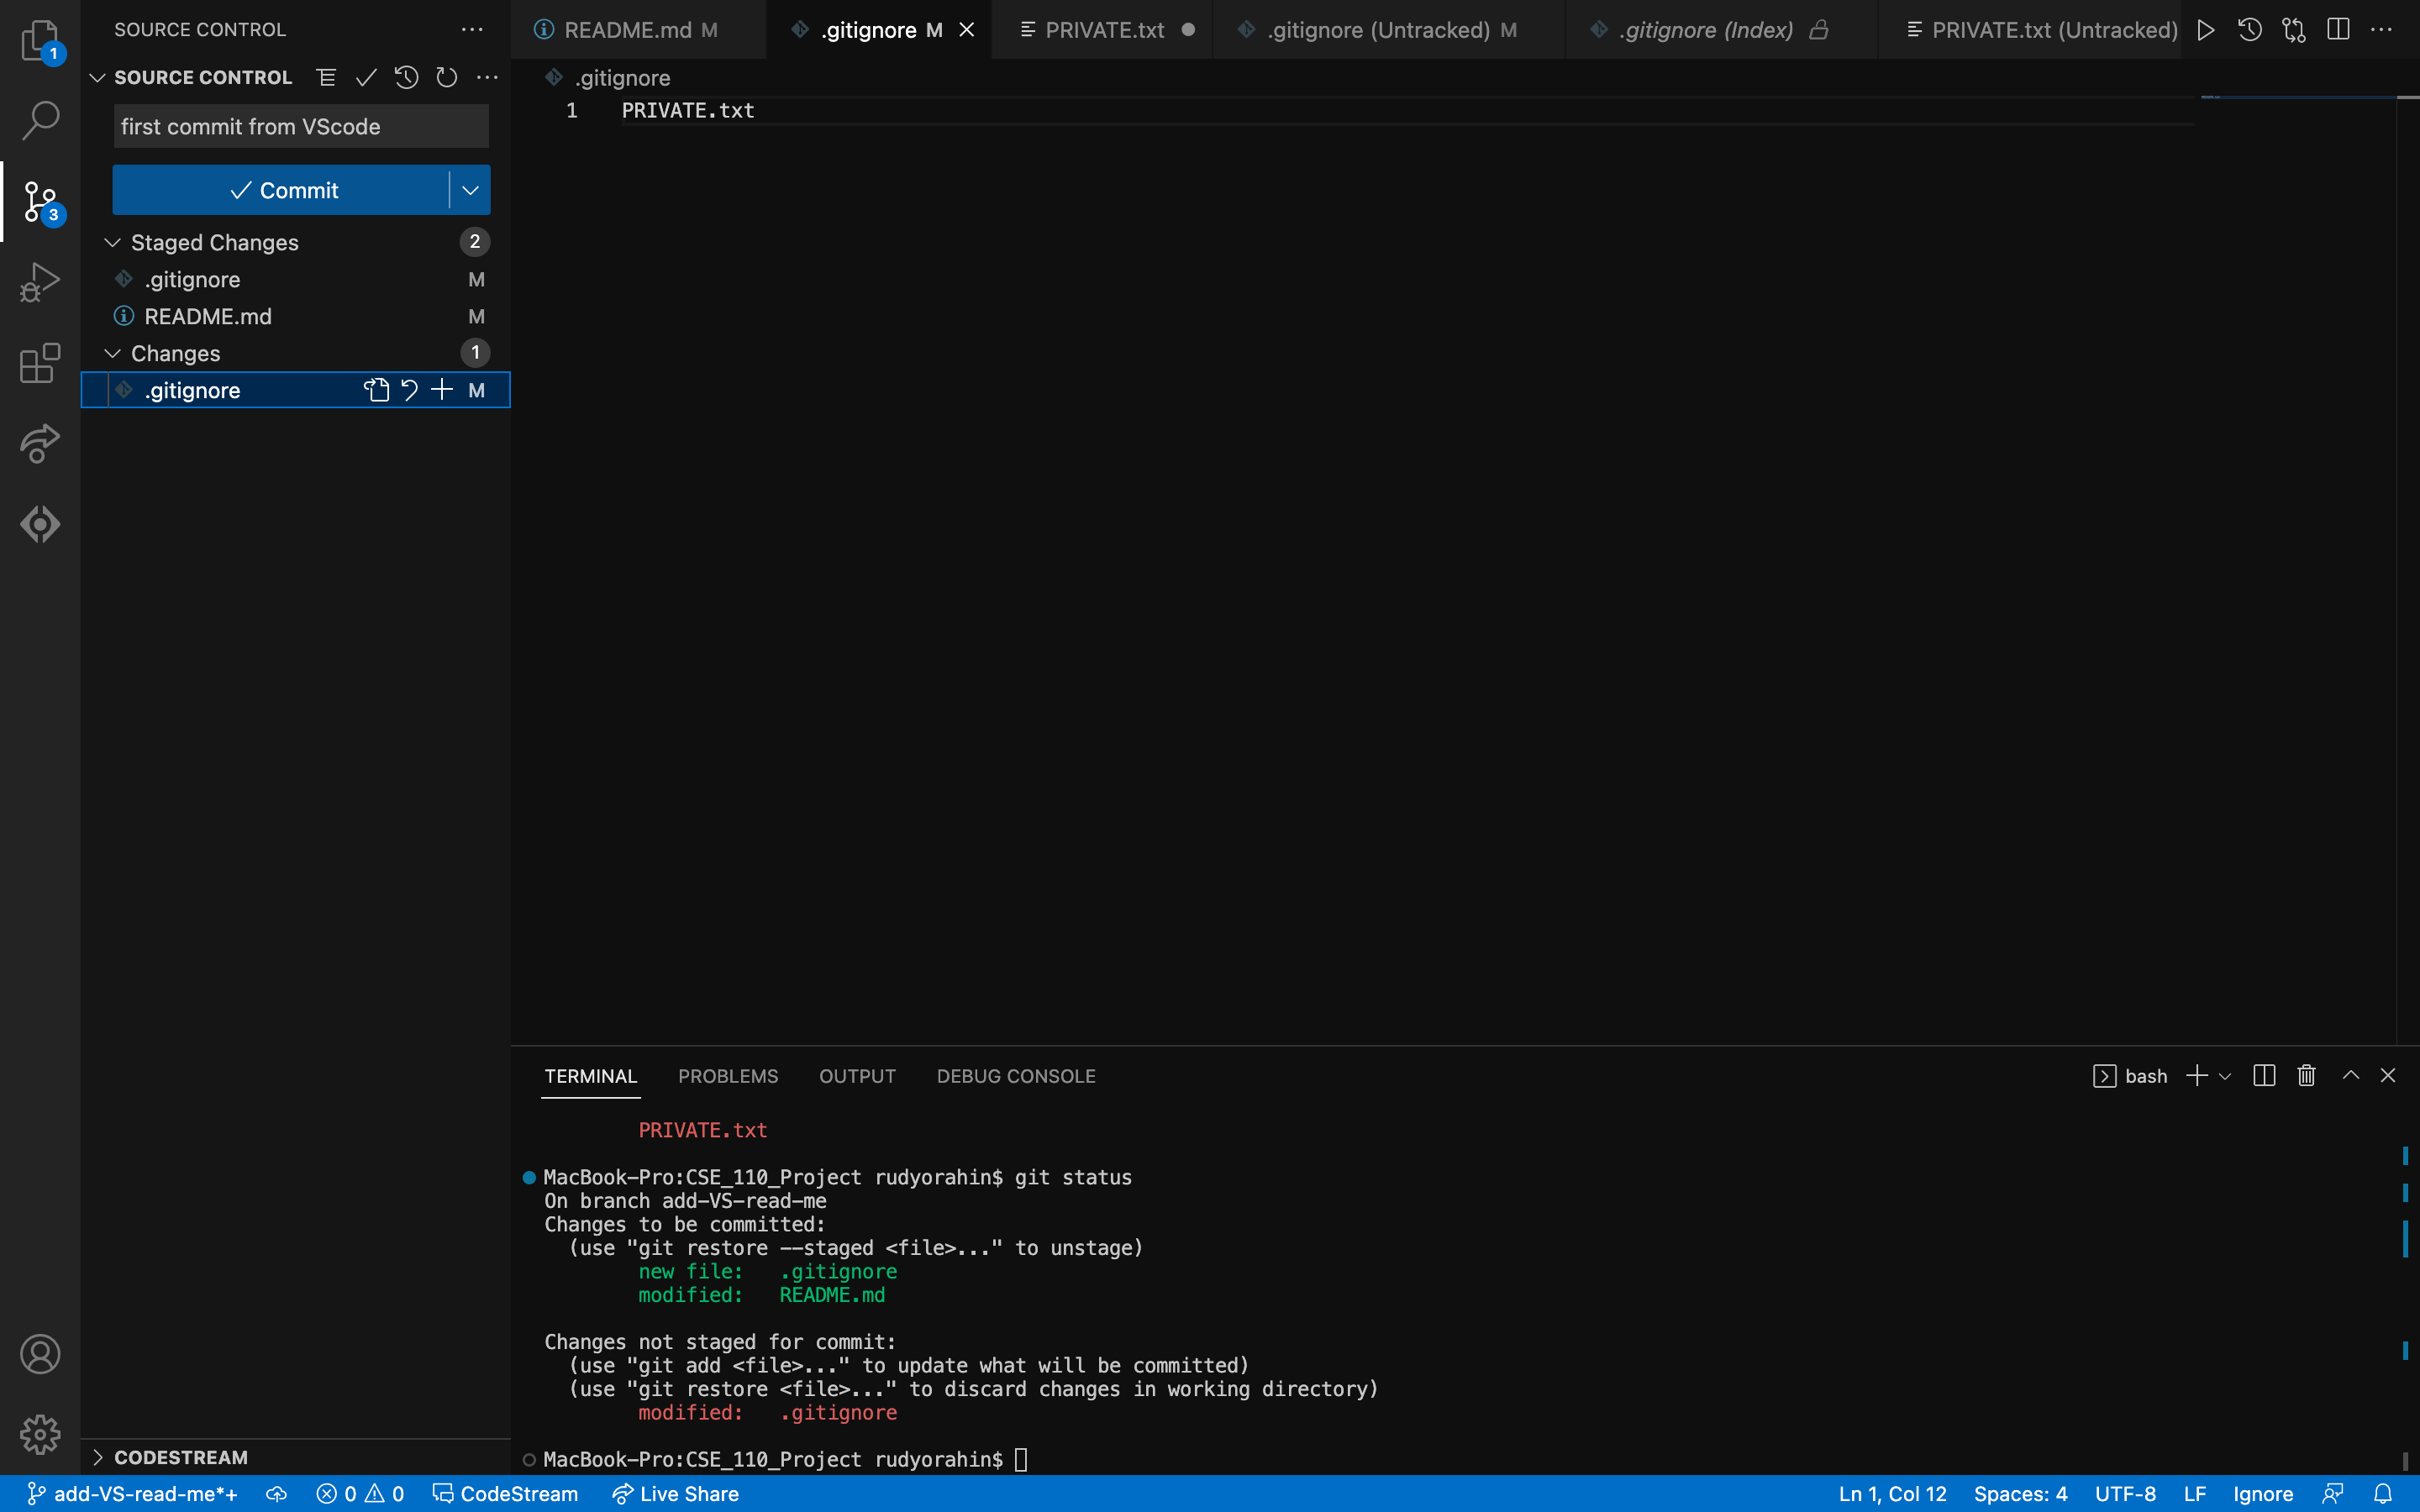 SOURCE CONTROL
SOURCE CONTROL
first commit from VScode
Commit
Staged Changes 2
.gitignore M
README.md M
Changes 1
.gitignore M
CODESTREAM
README.md M
.gitignore M
PRIVATE.txt
.gitignore (Untracked) M
.gitignore (Index)
PRIVATE.txt (Untracked)
.gitignore
1 PRIVATE.txt
TERMINAL PROBLEMS OUTPUT DEBUG CONSOLE
bash
PRIVATE.txt
MacBook-Pro:CSE_110_Project rudyorahin$ git status
On branch add-VS-read-me
Changes to be committed:
(use "git restore --staged <file>..." to unstage)
new file: .gitignore
modified: README.md
Changes not staged for commit:
(use "git add <file>..." to update what will be committed)
(use "git restore <file>..." to discard changes in working directory)
modified: .gitignore
MacBook-Pro:CSE_110_Project rudyorahin$
1
3
add-VS-read-me*+ 0 0 CodeStream Live Share Ln 1, Col 12 Spaces: 4 UTF-8 LF Ignore